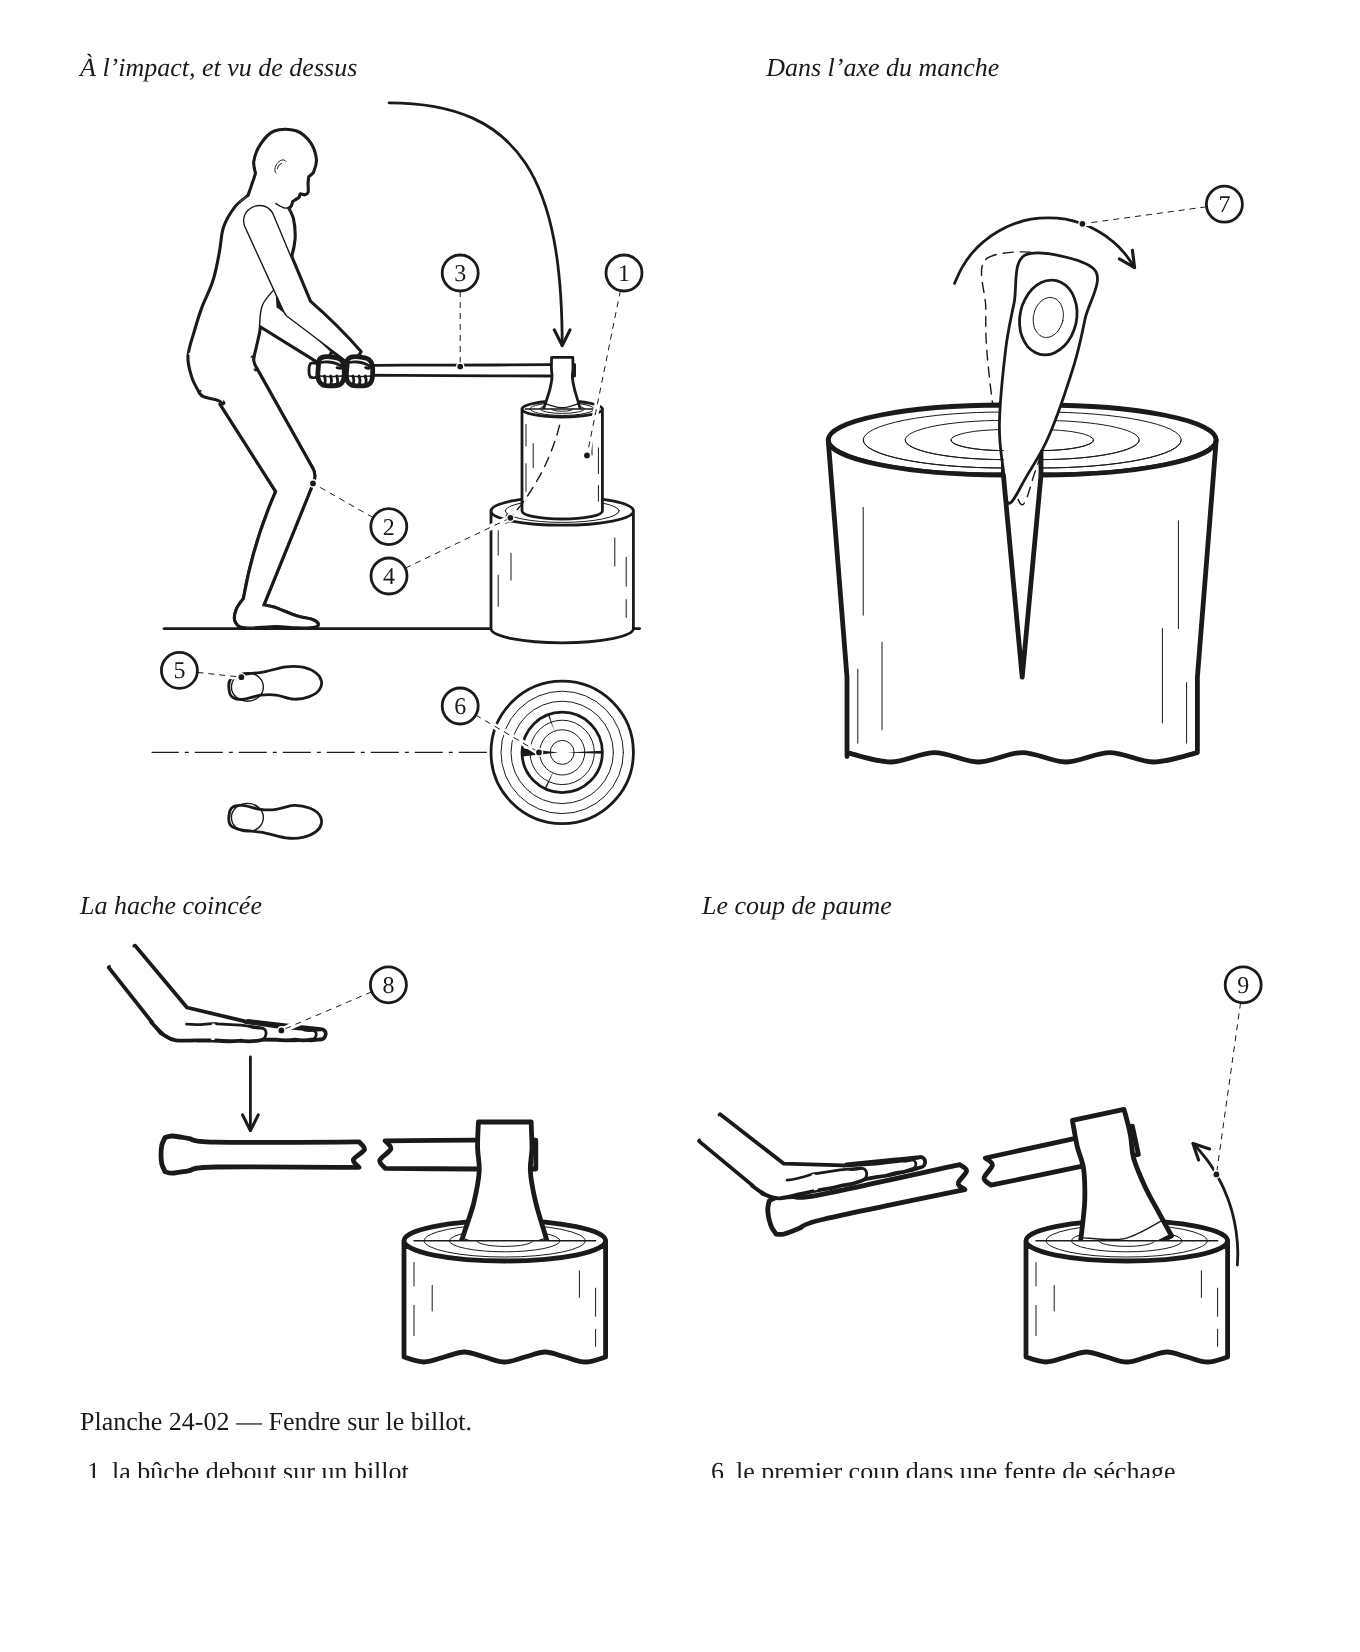 À l’impact, et vu de dessus
Dans l’axe du manche
7
3
1
2
4
5
6
La hache coincée
Le coup de paume
8
9
Planche 24-02 — Fendre sur le billot.
1 la bûche debout sur un billot
6 le premier coup dans une fente de séchage